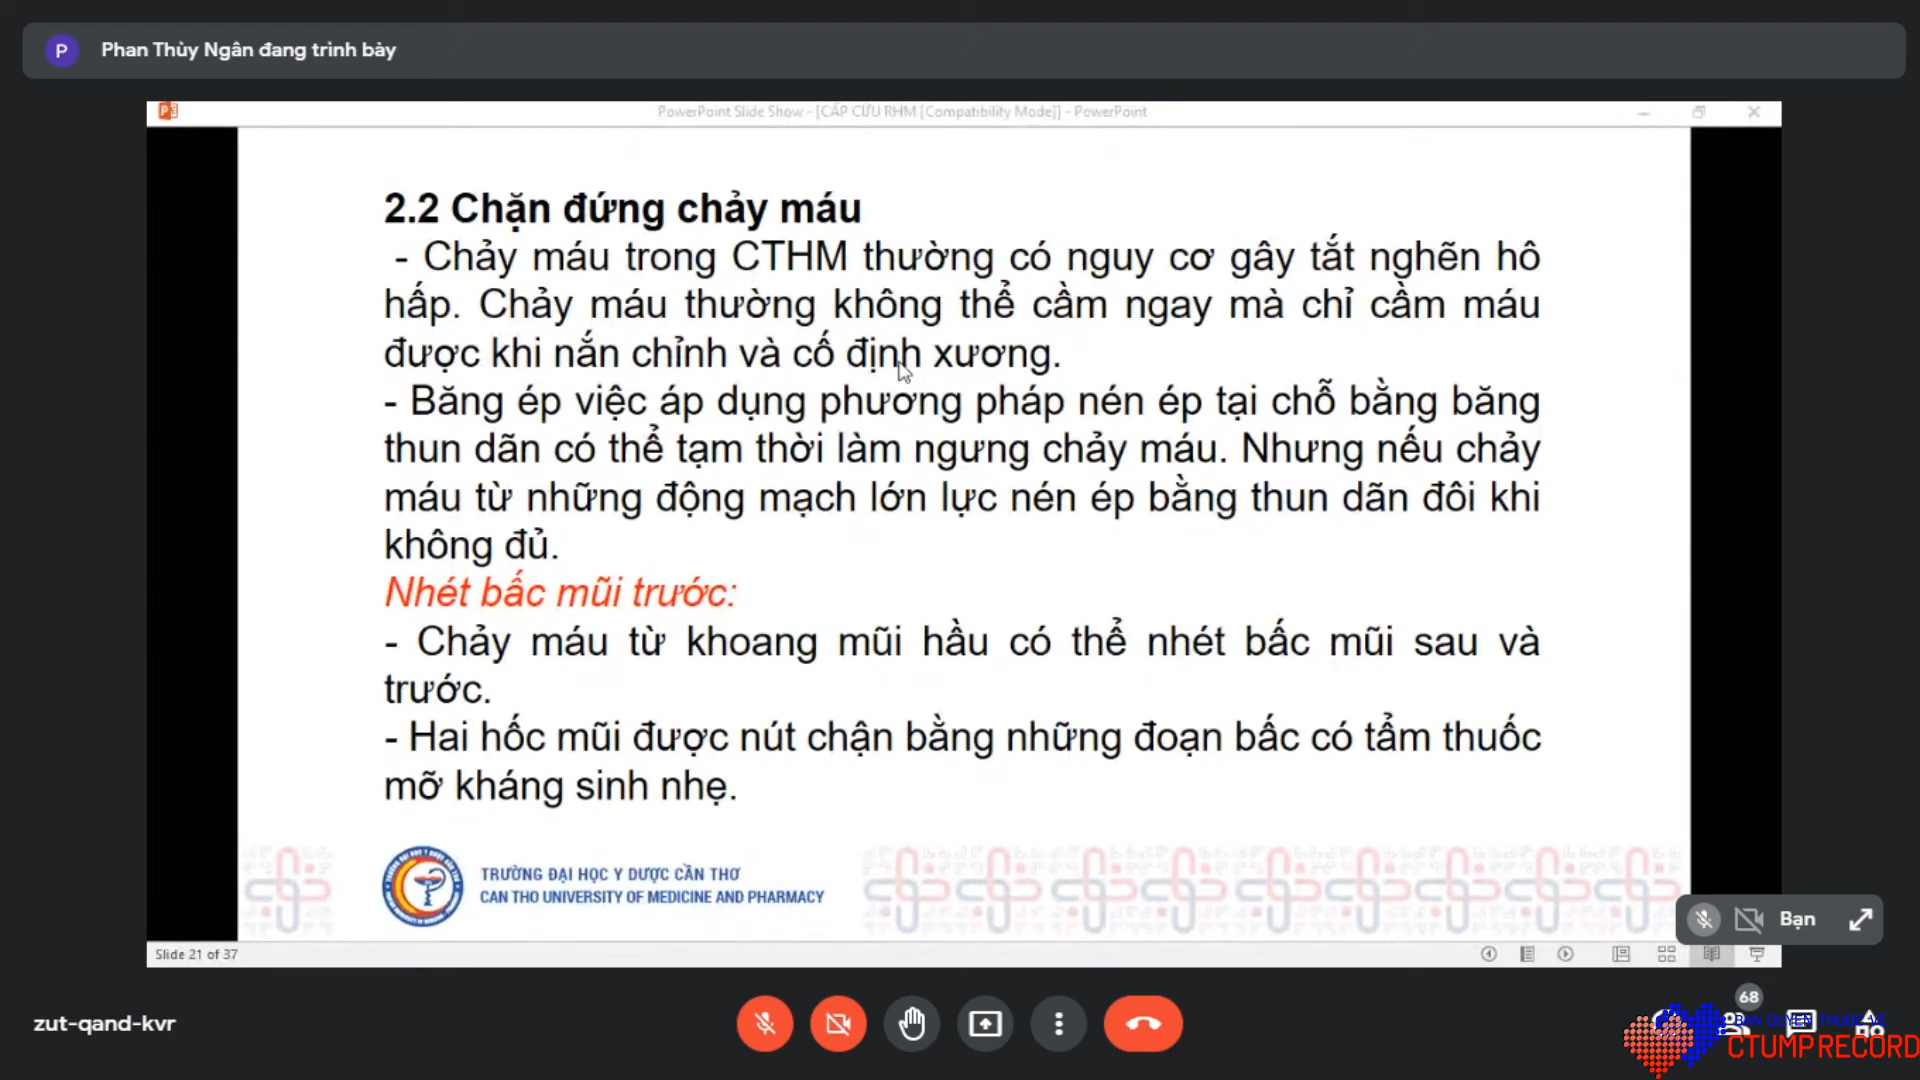 P Phan Thùy Ngân đang trình bày
PowerPoint Slide Show - [CẤP CỨU RHM [Compatibility Mode]] - PowerPoint
2.2 Chặn đứng chảy máu
- Chảy máu trong CTHM thường có nguy cơ gây tắt nghẽn hô
hấp. Chảy máu thường không thể cầm ngay mà chỉ cầm máu
được khi nắn chỉnh và cố định xương.
- Băng ép việc áp dụng phương pháp nén ép tại chỗ bằng băng
thun dãn có thể tạm thời làm ngưng chảy máu. Nhưng nếu chảy
máu từ những động mạch lớn lực nén ép bằng thun dãn đôi khi
không đủ.
Nhét bấc mũi trước:
- Chảy máu từ khoang mũi hầu có thể nhét bấc mũi sau và
trước.
- Hai hốc mũi được nút chận bằng những đoạn bấc có tẩm thuốc
mỡ kháng sinh nhẹ.
TRƯỜNG ĐẠI HỌC Y DƯỢC CẦN THƠ
CAN THO UNIVERSITY OF MEDICINE AND PHARMACY
Bạn
Slide 21 of 37
68
zut-qand-kvr
BẢN QUYỀN THUỘC VỀ
CTUMP RECORD